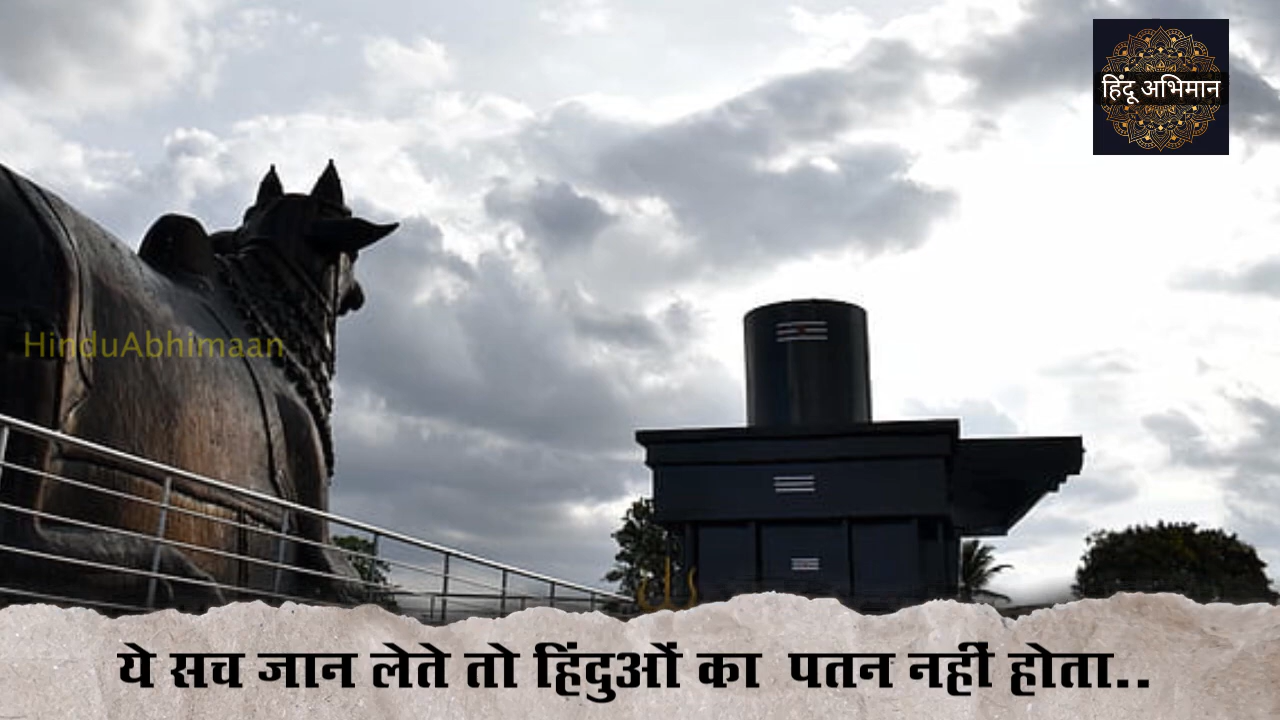 हिंदू अभिमान
HinduAbhimaan
ये सच जान लेते तो हिंदुओं का पतन नहीं होता..